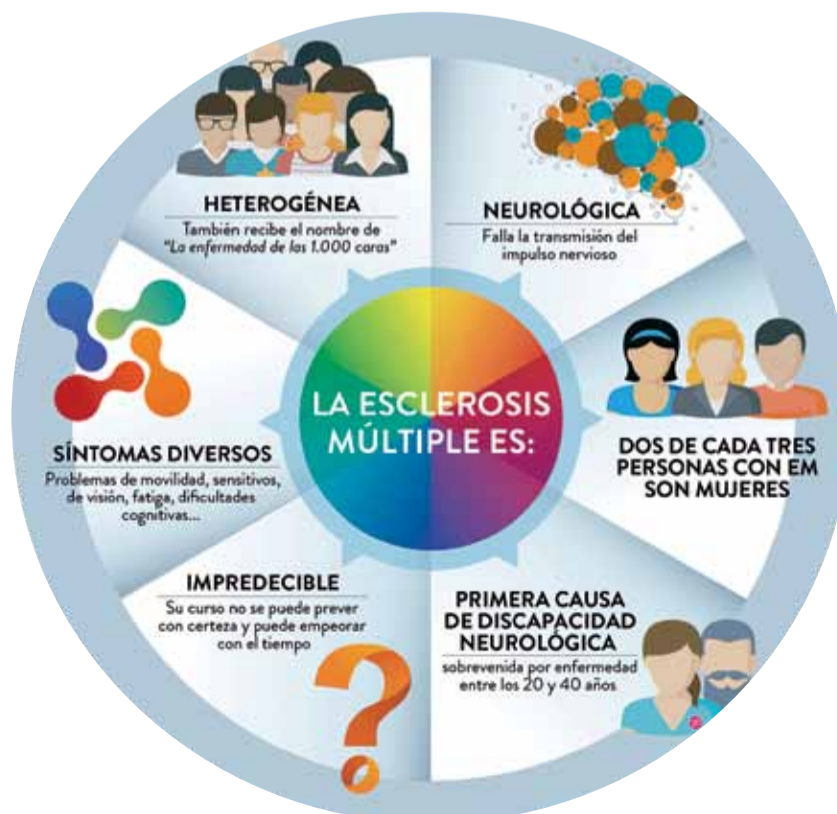 LA ESCLEROSIS
MÚLTIPLE ES:
HETEROGÉNEA
También recibe el nombre de
"La enfermedad de las 1.000 caras"
NEUROLÓGICA
Falla la transmisión del
impulso nervioso
DOS DE CADA TRES
PERSONAS CON EM
SON MUJERES
PRIMERA CAUSA
DE DISCAPACIDAD
NEUROLÓGICA
sobrevenida por enfermedad
entre los 20 y 40 años
IMPREDECIBLE
Su curso no se puede prever
con certeza y puede empeorar
con el tiempo
SÍNTOMAS DIVERSOS
Problemas de movilidad, sensitivos,
de visión, fatiga, dificultades
cognitivas...